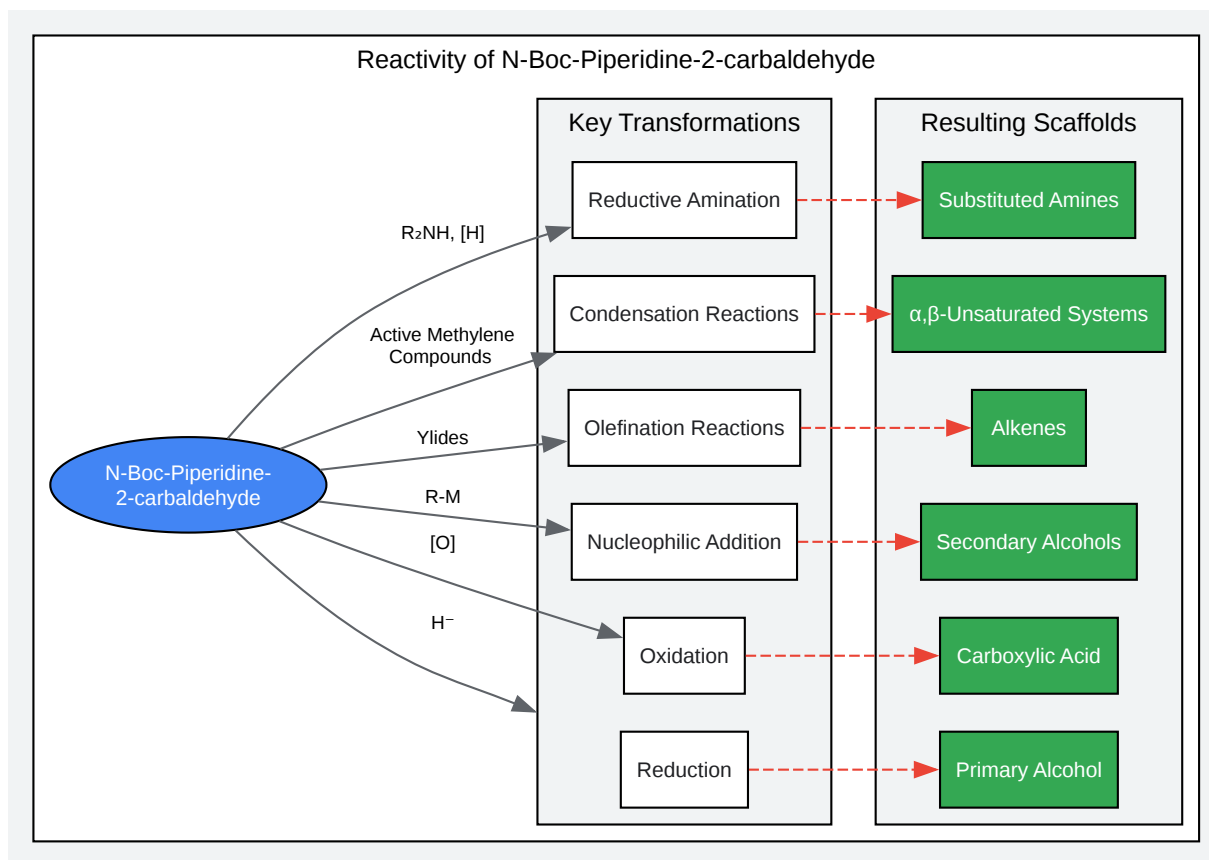 Reactivity of N-Boc-Piperidine-2-carbaldehyde
Key Transformations
Resulting Scaffolds
Reductive Amination
Substituted Amines
R₂NH, [H]
Condensation Reactions
α,β-Unsaturated Systems
Active Methylene
Compounds
Olefination Reactions
Alkenes
Ylides
N-Boc-Piperidine-
2-carbaldehyde
R-M
Nucleophilic Addition
Secondary Alcohols
[O]
H⁻
Oxidation
Carboxylic Acid
Reduction
Primary Alcohol